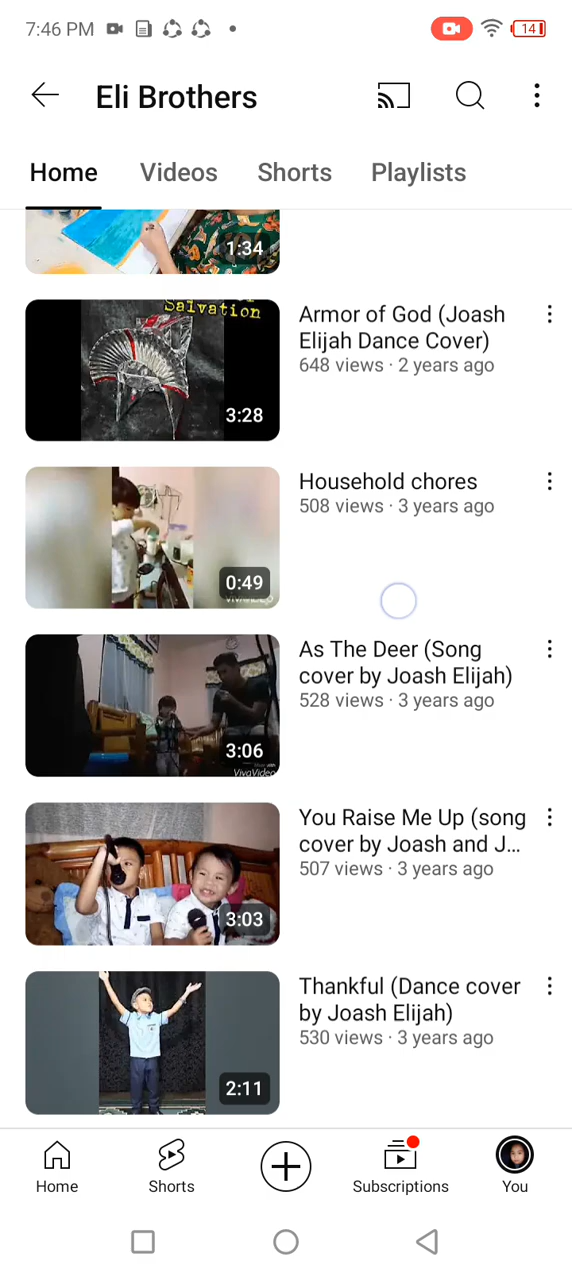 7:46 PM
14
Eli Brothers
Home Videos Shorts Playlists
1:34
Salvation
3:28
Armor of God (Joash
Elijah Dance Cover)
648 views · 2 years ago
0:49
VIVAVIDEO
Household chores
508 views · 3 years ago
3:06
VivaVideo
As The Deer (Song
cover by Joash Elijah)
528 views · 3 years ago
3:03
You Raise Me Up (song
cover by Joash and J...
507 views · 3 years ago
2:11
Thankful (Dance cover
by Joash Elijah)
530 views · 3 years ago
Home Shorts Subscriptions You